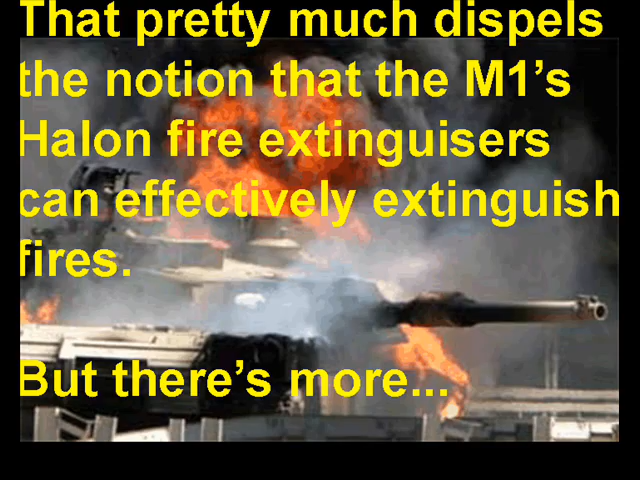 That pretty much dispels
the notion that the M1’s
Halon fire extinguisers
can effectively extinguish
fires.
But there’s more...